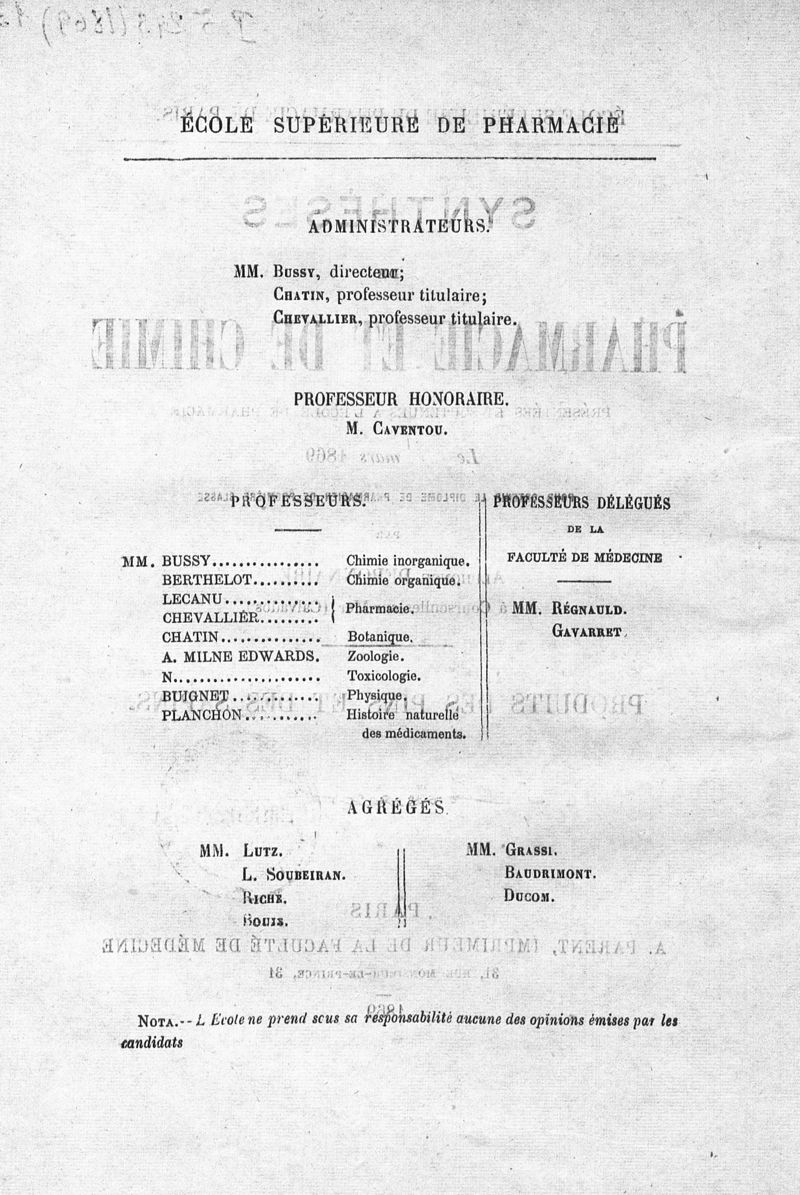 ÉCOLE SUPÉRIEURE DE PHARMACIE
ADMINISTRATEURS.
MM. Bussy, directeur;
Chatin, professeur titulaire;
Chevallier, professeur titulaire.
PROFESSEUR HONORAIRE.
M. Caventou.
PROFESSEURS.
MM. BUSSY................ Chimie inorganique.
BERTHELOT.......... Chimie organique.
LECANU..............
CHEVALLIER......... } Pharmacie.
CHATIN............... Botanique.
A. MILNE EDWARDS. Zoologie.
N...................... Toxicologie.
BUIGNET............. Physique.
PLANCHON........... Histoire naturelle
des médicaments.
PROFESSEURS DÉLÉGUÉS
DE LA
FACULTÉ DE MÉDECINE
MM. Régnauld.
Gavarret.
AGRÉGÉS.
MM. Lutz.
L. Soubeiran.
Riche.
Bouis.
MM. Grassi.
Baudrimont.
Ducom.
Nota.-- L Ecole ne prend sous sa responsabilité aucune des opinions émises par les
candidats